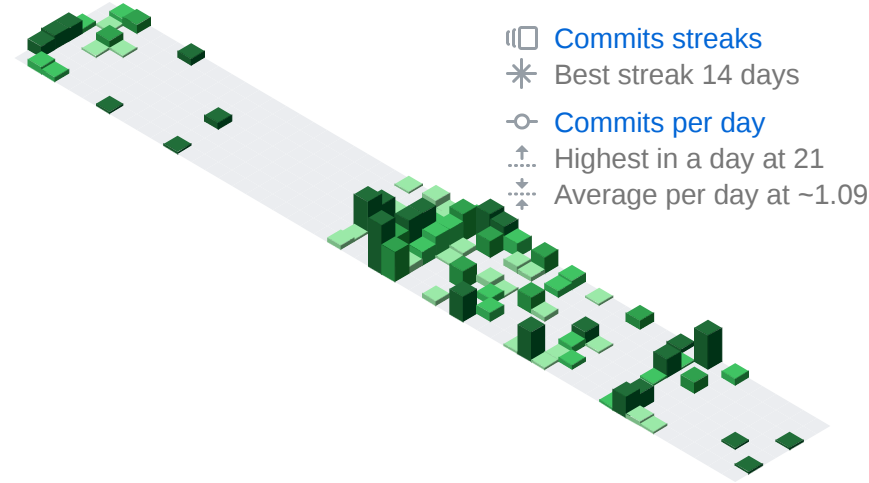 Commits streaks
Best streak 14 days
Commits per day
Highest in a day at 21
Average per day at ~1.09